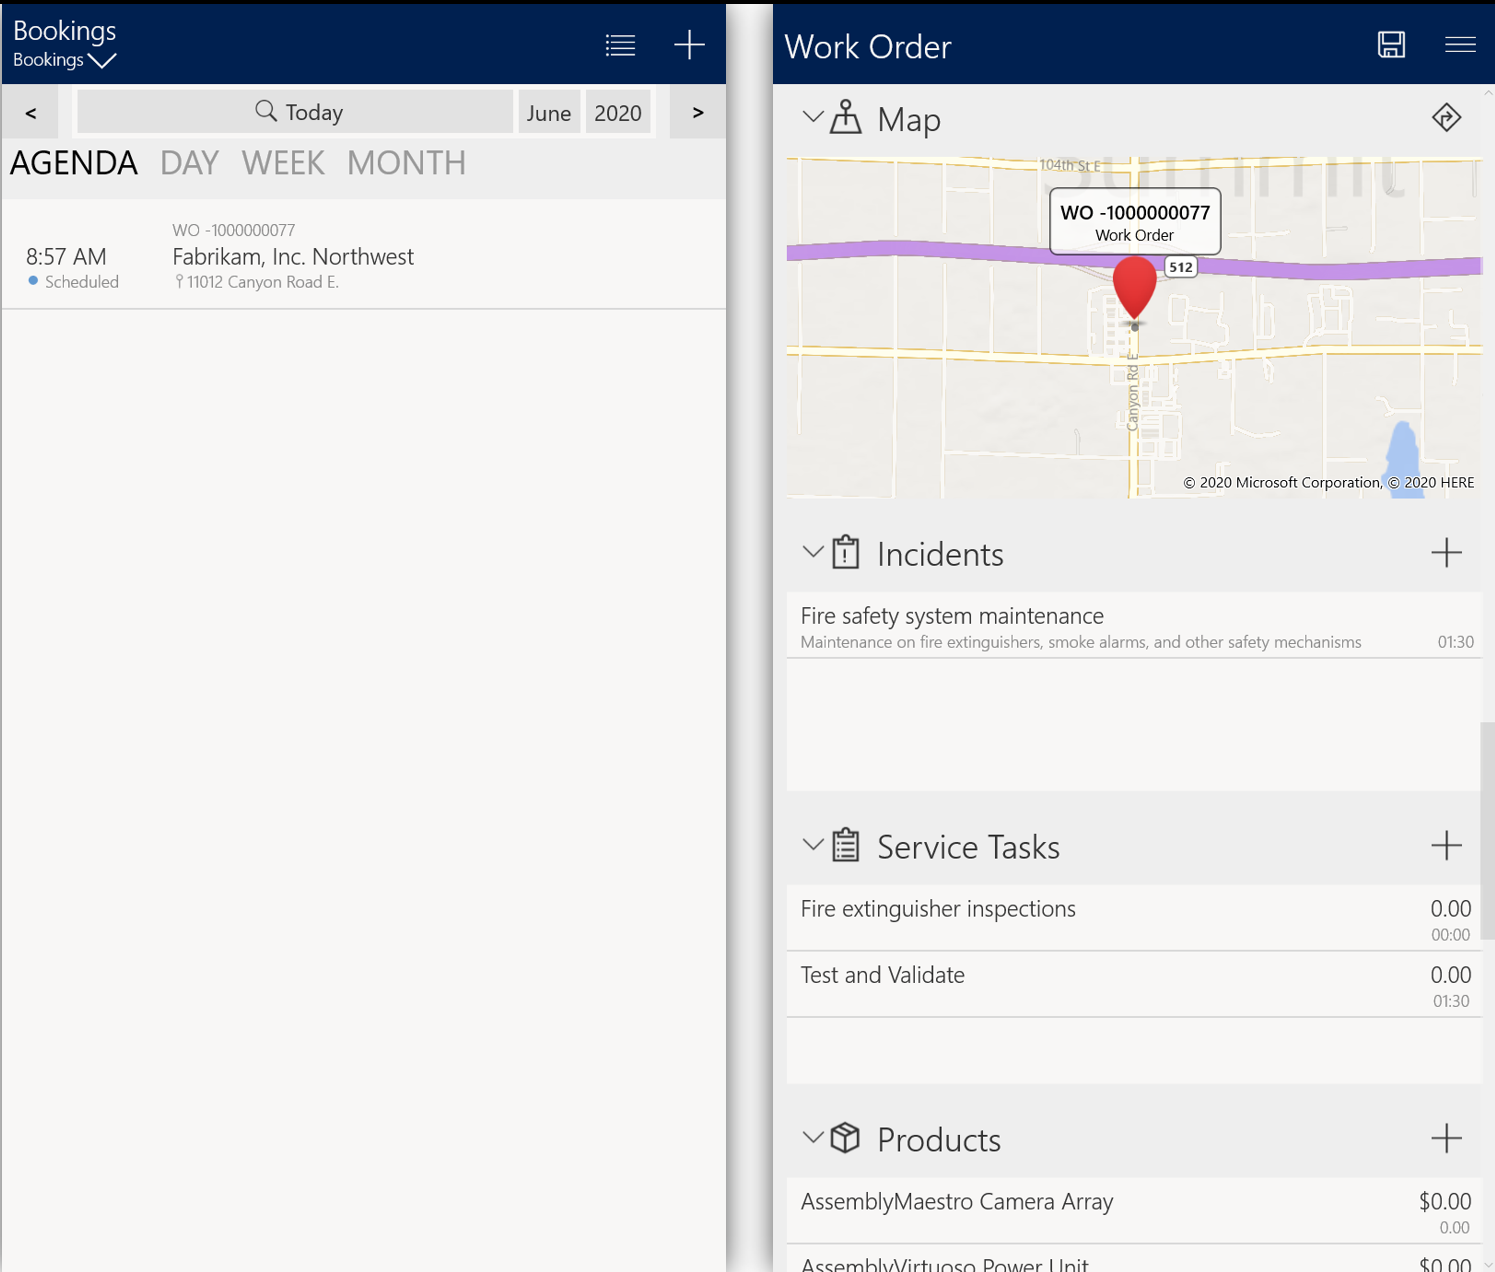 Bookings
Bookings
< Today June 2020 >
AGENDA DAY WEEK MONTH
WO -1000000077
8:57 AM Fabrikam, Inc. Northwest
Scheduled 11012 Canyon Road E.
Work Order
Map
104th St E
Summit
WO -1000000077
Work Order
512
Canyon Rd E
© 2020 Microsoft Corporation, © 2020 HERE
Incidents
Fire safety system maintenance
Maintenance on fire extinguishers, smoke alarms, and other safety mechanisms 01:30
Service Tasks
Fire extinguisher inspections 0.00
00:00
Test and Validate 0.00
01:30
Products
AssemblyMaestro Camera Array $0.00
0.00
AssemblyVirtuoso Power Unit $0.00